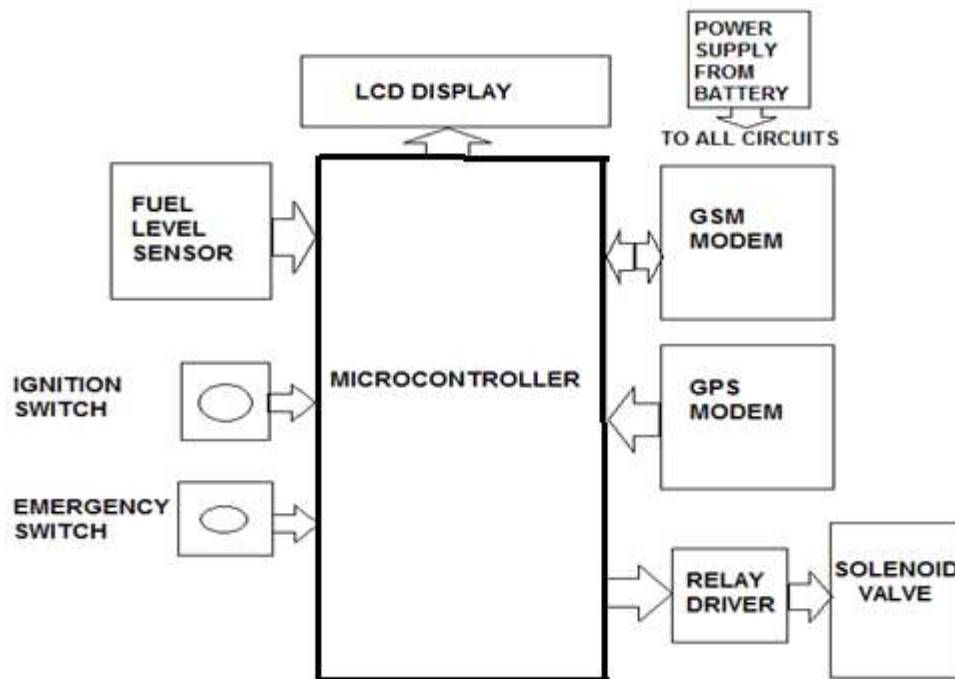 POWER
SUPPLY
FROM
BATTERY
LCD DISPLAY
TO ALL CIRCUITS
FUEL
LEVEL
SENSOR
GSM
MODEM
IGNITION
SWITCH
MICROCONTROLLER
GPS
MODEM
EMERGENCY
SWITCH
RELAY
DRIVER
SOLENOID
VALVE